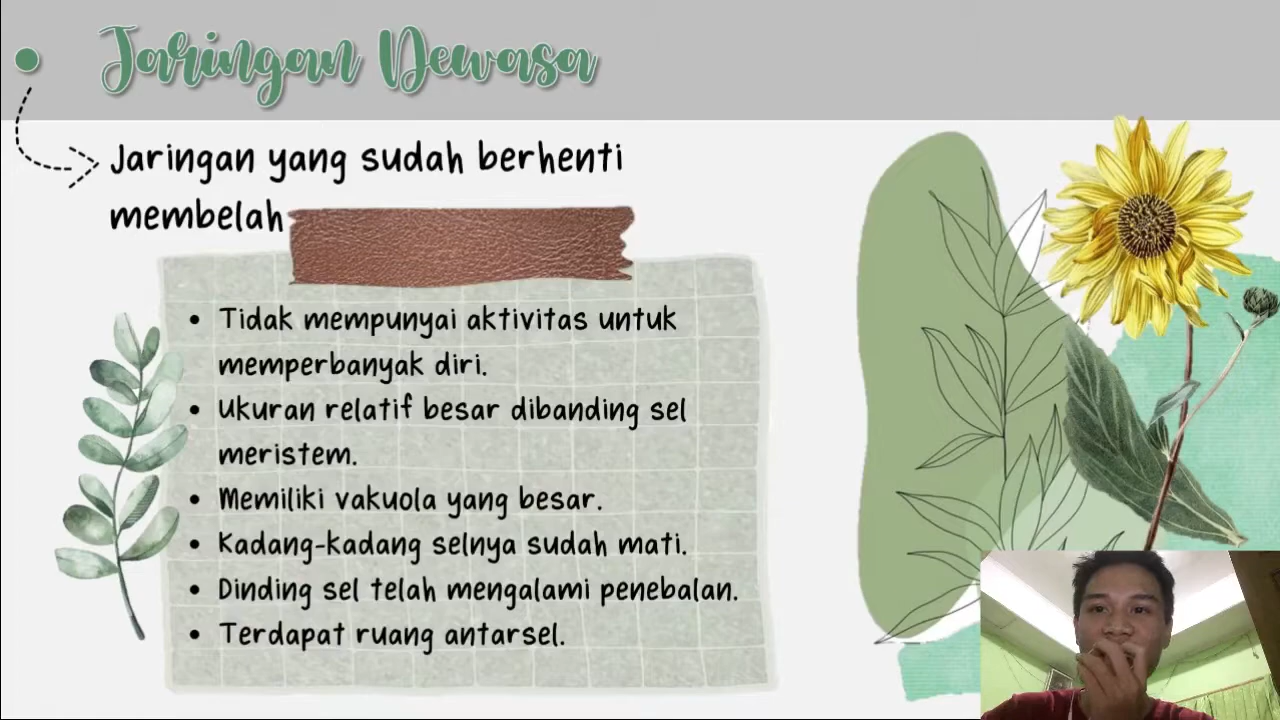 Jaringan Dewasa
Jaringan yang sudah berhenti
membelah
• Tidak mempunyai aktivitas untuk
memperbanyak diri.
• Ukuran relatif besar dibanding sel
meristem.
• Memiliki vakuola yang besar.
• Kadang-kadang selnya sudah mati.
• Dinding sel telah mengalami penebalan.
• Terdapat ruang antarsel.